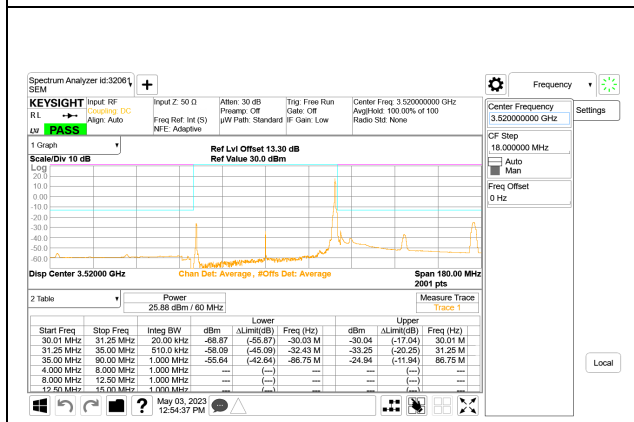 Spectrum Analyzer id:32061
SEM
+
Frequency
KEYSIGHT
RL
LXI PASS
Input: RF
Coupling: DC
Align: Auto
Input Z: 50 Ω
Freq Ref: Int (S)
NFE: Adaptive
Atten: 30 dB
Preamp: Off
µW Path: Standard
Trig: Free Run
Gate: Off
IF Gain: Low
Center Freq: 3.520000000 GHz
Avg|Hold: 100.00% of 100
Radio Std: None
Center Frequency
3.520000000 GHz
Settings
CF Step
18.000000 MHz
Auto
Man
Freq Offset
0 Hz
Local
1 Graph
Scale/Div 10 dB
Ref Lvl Offset 13.30 dB
Ref Value 30.0 dBm
Log
20.0
10.0
0.00
-10.0
-20.0
-30.0
-40.0
-50.0
-60.0
Disp Center 3.52000 GHz
Chan Det: Average , #Offs Det: Average
Span 180.00 MHz
2001 pts
2 Table
Power
25.88 dBm / 60 MHz
Measure Trace
Trace 1
Lower Upper
Start Freq Stop Freq Integ BW dBm ΔLimit(dB) Freq (Hz) dBm ΔLimit(dB) Freq (Hz)
30.01 MHz 31.25 MHz 20.00 kHz -68.87 (-55.87) -30.03 M -30.04 (-17.04) 30.01 M
31.25 MHz 35.00 MHz 510.0 kHz -58.09 (-45.09) -32.43 M -33.25 (-20.25) 31.25 M
35.00 MHz 90.00 MHz 1.000 MHz -55.64 (-42.64) -86.75 M -24.94 (-11.94) 86.75 M
4.000 MHz 8.000 MHz 1.000 MHz --- (---) --- --- (---) ---
8.000 MHz 12.50 MHz 1.000 MHz --- (---) --- --- (---) ---
12.50 MHz 15.00 MHz 1.000 MHz --- (---) --- --- (---) ---
?
May 03, 2023
12:54:37 PM